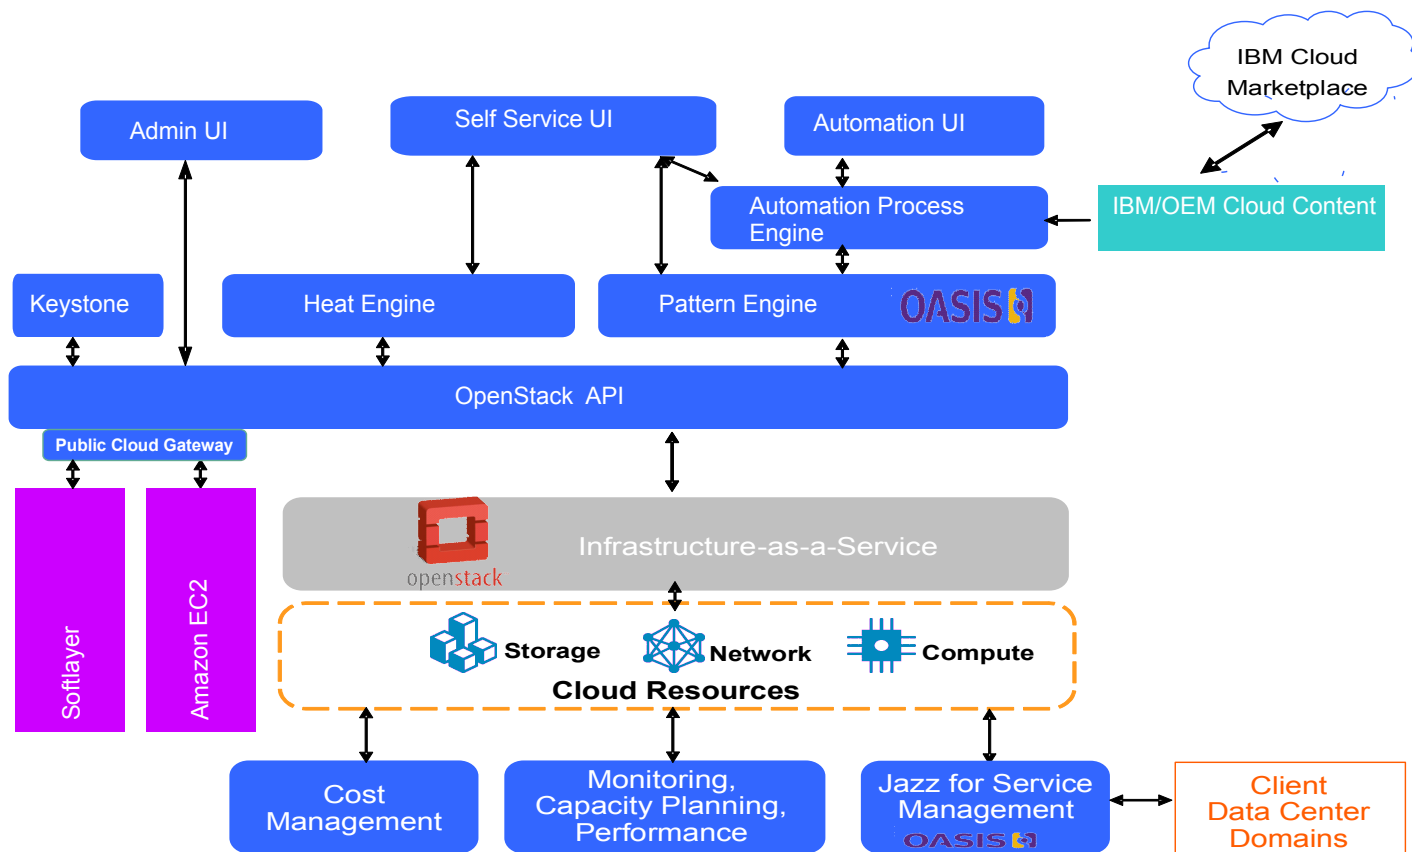 IBM Cloud
Marketplace
Admin UI
Self Service UI
Automation UI
Automation Process
Engine
IBM/OEM Cloud Content
Keystone
Heat Engine
Pattern Engine
OASIS
OpenStack API
Public Cloud Gateway
Softlayer
Amazon EC2
openstack
Infrastructure-as-a-Service
Storage
Network
Compute
Cloud Resources
Cost
Management
Monitoring,
Capacity Planning,
Performance
Jazz for Service
Management
OASIS
Client
Data Center
Domains